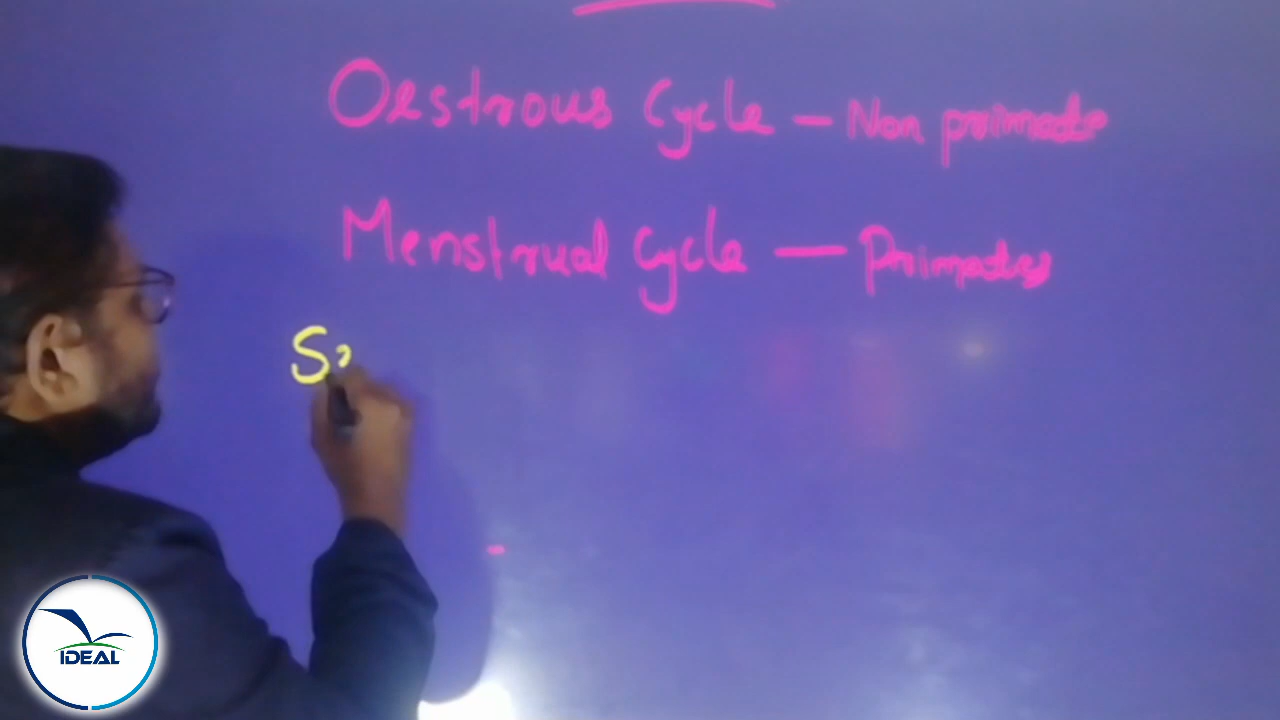 Oestrous Cycle – Non primate
Menstrual Cycle — Primates
S
IDEAL